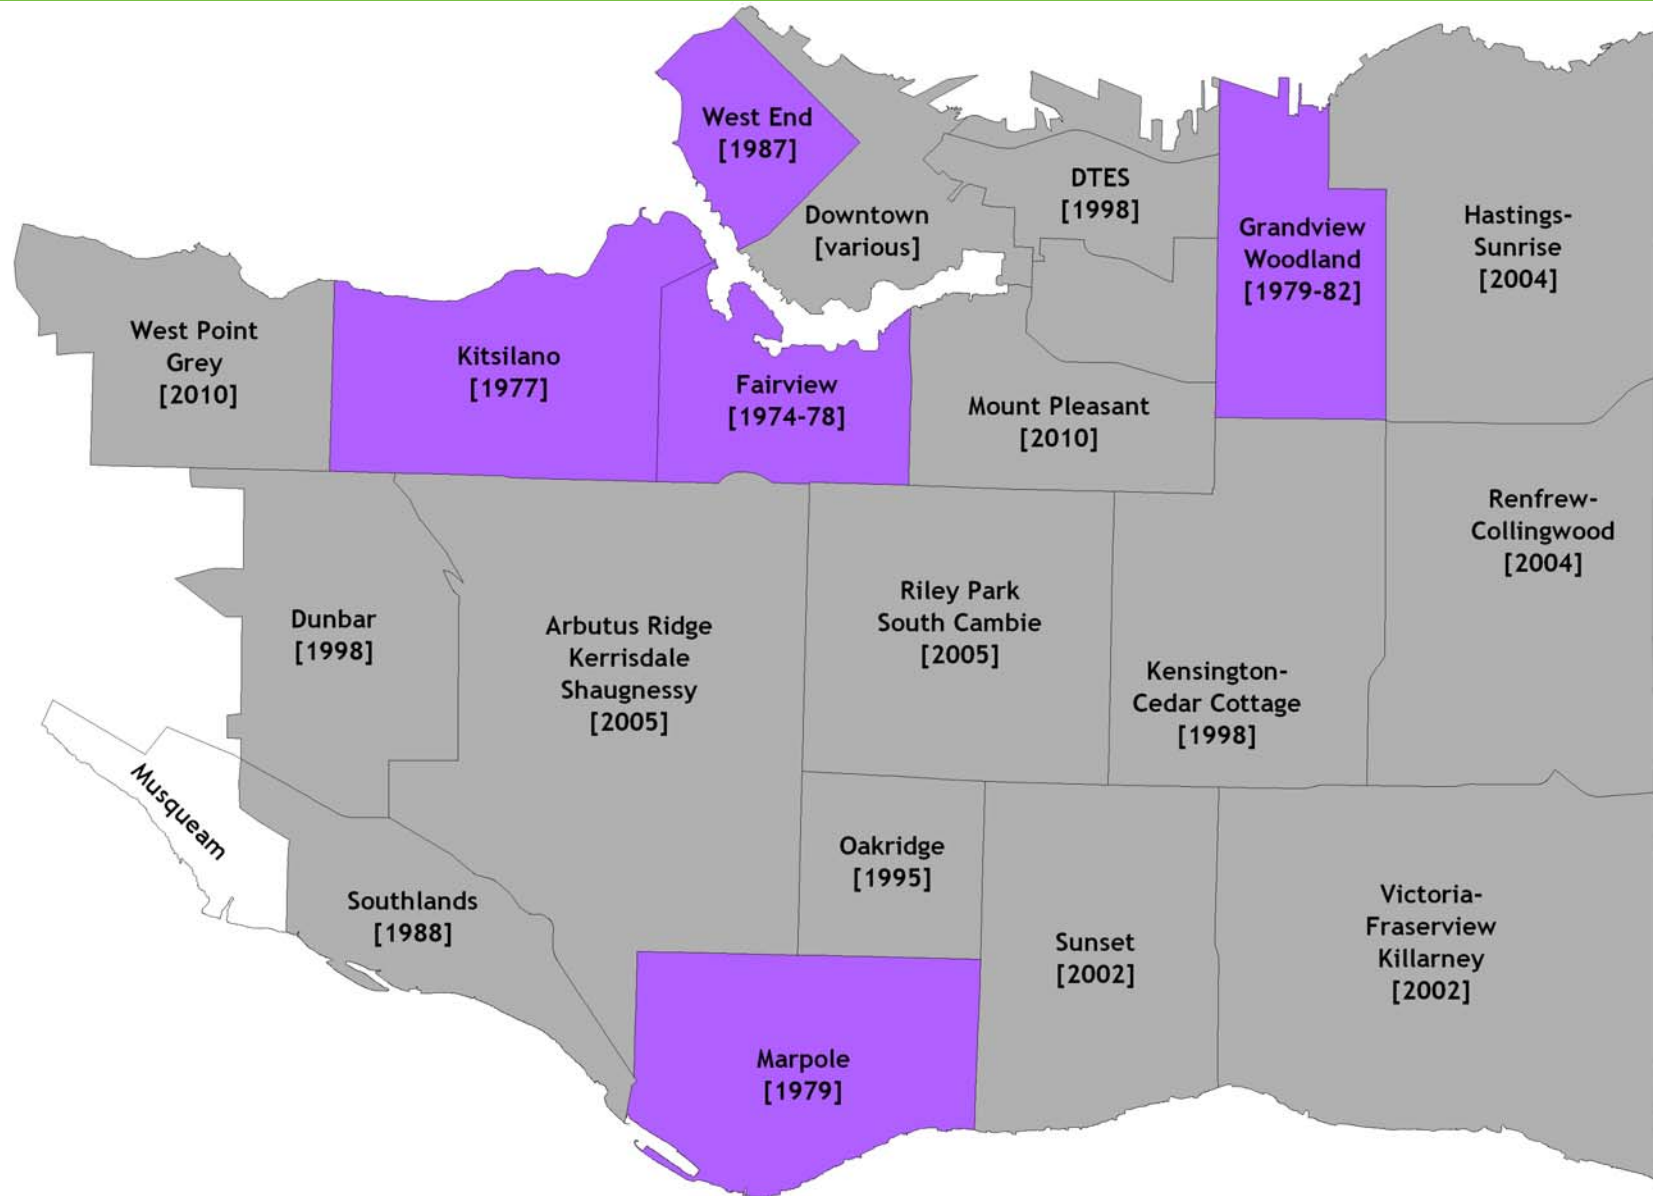 West End
[1987]
Downtown
[various]
DTES
[1998]
Grandview
Woodland
[1979-82]
Hastings-
Sunrise
[2004]
West Point
Grey
[2010]
Kitsilano
[1977]
Fairview
[1974-78]
Mount Pleasant
[2010]
Renfrew-
Collingwood
[2004]
Dunbar
[1998]
Arbutus Ridge
Kerrisdale
Shaugnessy
[2005]
Riley Park
South Cambie
[2005]
Kensington-
Cedar Cottage
[1998]
Musqueam
Southlands
[1988]
Oakridge
[1995]
Sunset
[2002]
Victoria-
Fraserview
Killarney
[2002]
Marpole
[1979]